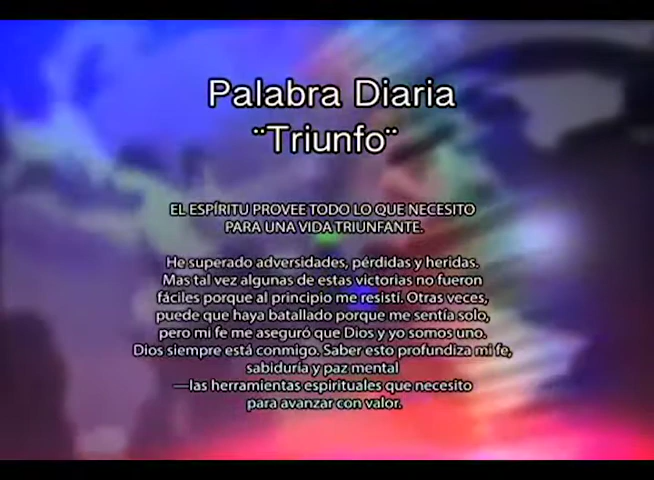 Palabra Diaria
¨Triunfo¨
EL ESPÍRITU PROVEE TODO LO QUE NECESITO
PARA UNA VIDA TRIUNFANTE.
He superado adversidades, pérdidas y heridas.
Mas tal vez algunas de estas victorias no fueron
fáciles porque al principio me resistí. Otras veces,
puede que haya batallado porque me sentía solo,
pero mi fe me aseguró que Dios y yo somos uno.
Dios siempre está conmigo. Saber esto profundiza mi fe,
sabiduría y paz mental
—las herramientas espirituales que necesito
para avanzar con valor.